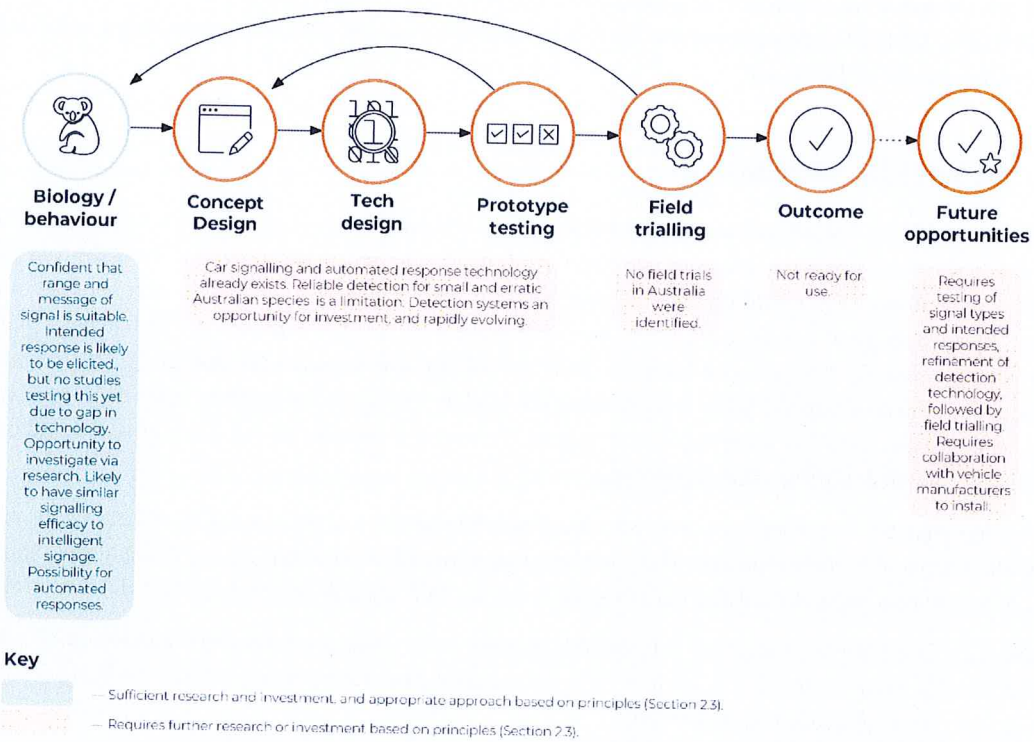 Biology /
behaviour
Concept
Design
Tech
design
Prototype
testing
Field
trialling
Outcome
Future
opportunities
Confident that
range and
message of
signal is suitable.
Intended
response is likely
to be elicited,
but no studies
testing this yet
due to gap in
technology.
Opportunity to
investigate via
research. Likely
to have similar
signalling
efficacy to
intelligent
signage.
Possibility for
automated
responses.
Car signalling and automated response technology
already exists. Reliable detection for small and erratic
Australian species is a limitation. Detection systems an
opportunity for investment, and rapidly evolving.
No field trials
in Australia
were
identified.
Not ready for
use.
Requires
testing of
signal types
and intended
responses,
refinement of
detection
technology,
followed by
field trialling.
Requires
collaboration
with vehicle
manufacturers
to install.
Key
— Sufficient research and investment, and appropriate approach based on principles (Section 2.3).
— Requires further research or investment based on principles (Section 2.3).